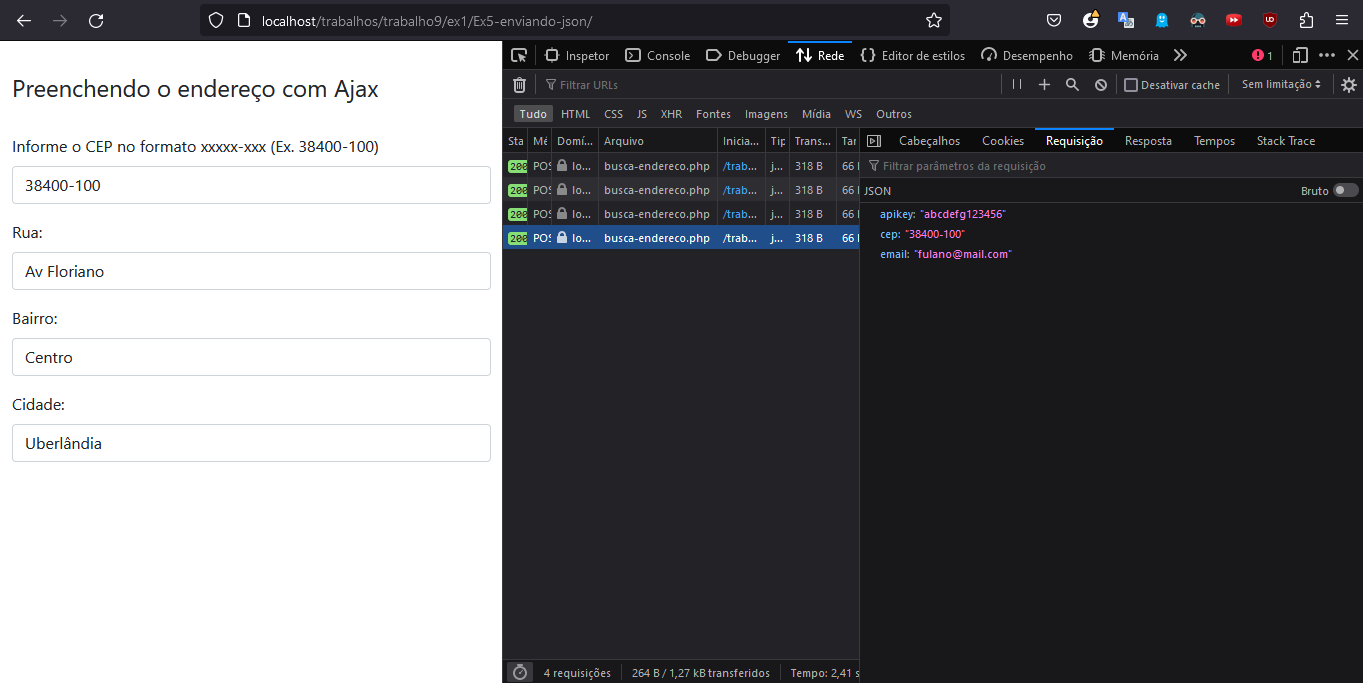 localhost/trabalhos/trabalho9/ex1/Ex5-enviando-json/
Preenchendo o endereço com Ajax
Informe o CEP no formato xxxxx-xxx (Ex. 38400-100)
38400-100
Rua:
Av Floriano
Bairro:
Centro
Cidade:
Uberlândia
Inspetor Console Debugger Rede {} Editor de estilos Desempenho Memória 1
Filtrar URLs Desativar cache Sem limitação
Tudo HTML CSS JS XHR Fontes Imagens Mídia WS Outros
Sta Mé Domí... Arquivo Inicia... Tip Trans... Tar
200 POS lo... busca-endereco.php /trab... j... 318 B 66
200 POS lo... busca-endereco.php /trab... j... 318 B 66
200 POS lo... busca-endereco.php /trab... j... 318 B 66
200 POS lo... busca-endereco.php /trab... j... 318 B 66
4 requisições 264 B / 1,27 kB transferidos Tempo: 2,41 s
Cabeçalhos Cookies Requisição Resposta Tempos Stack Trace
Filtrar parâmetros da requisição
JSON Bruto
apikey: "abcdefg123456"
cep: "38400-100"
email: "fulano@mail.com"